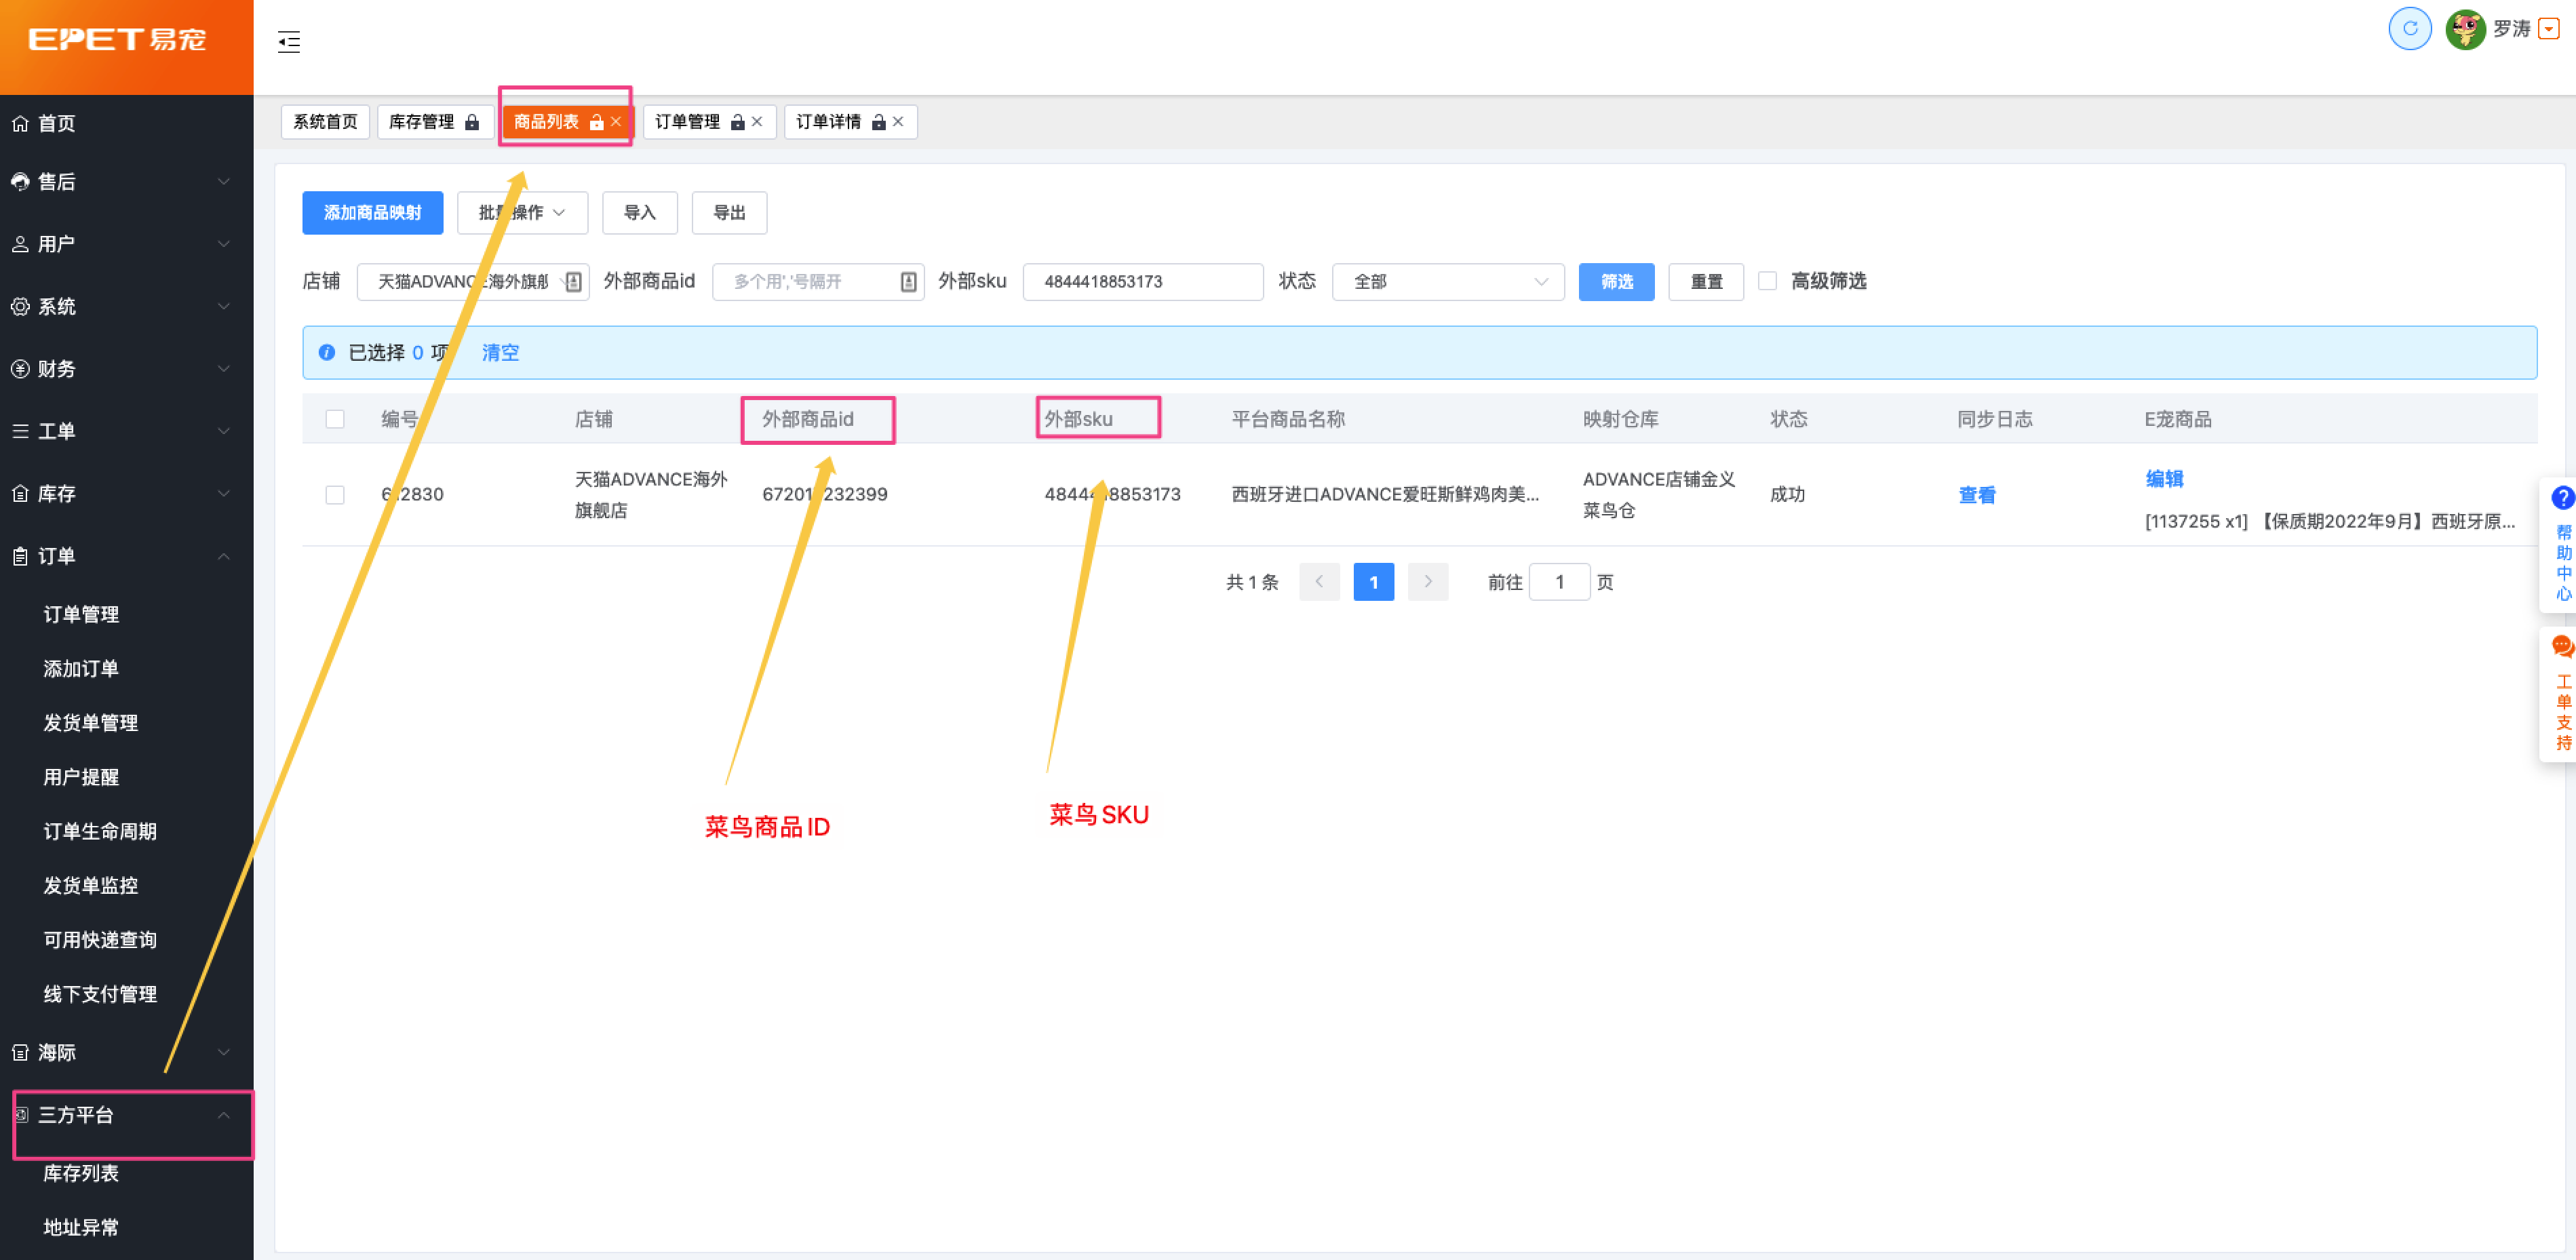 EPET易宠
罗涛
首页
售后
用户
系统
财务
工单
库存
订单
订单管理
添加订单
发货单管理
用户提醒
订单生命周期
发货单监控
可用快递查询
线下支付管理
海际
三方平台
库存列表
地址异常
系统首页 库存管理 商品列表 订单管理 订单详情
添加商品映射 批量操作 导入 导出
店铺 天猫ADVANCE海外旗舰 外部商品id 多个用','号隔开 外部sku 4844418853173 状态 全部 筛选 重置 高级筛选
已选择 0 项 清空
编号 店铺 外部商品id 外部sku 平台商品名称 映射仓库 状态 同步日志 E宠商品
天猫ADVANCE海外
旗舰店
4844418853173 西班牙进口ADVANCE爱旺斯鲜鸡肉美...
ADVANCE店铺金义
菜鸟仓
成功 查看
编辑
[1137255 x1] 【保质期2022年9月】西班牙原...
共 1 条 1 前往 1 页
菜鸟商品ID
菜鸟SKU
帮助中心
工单支持